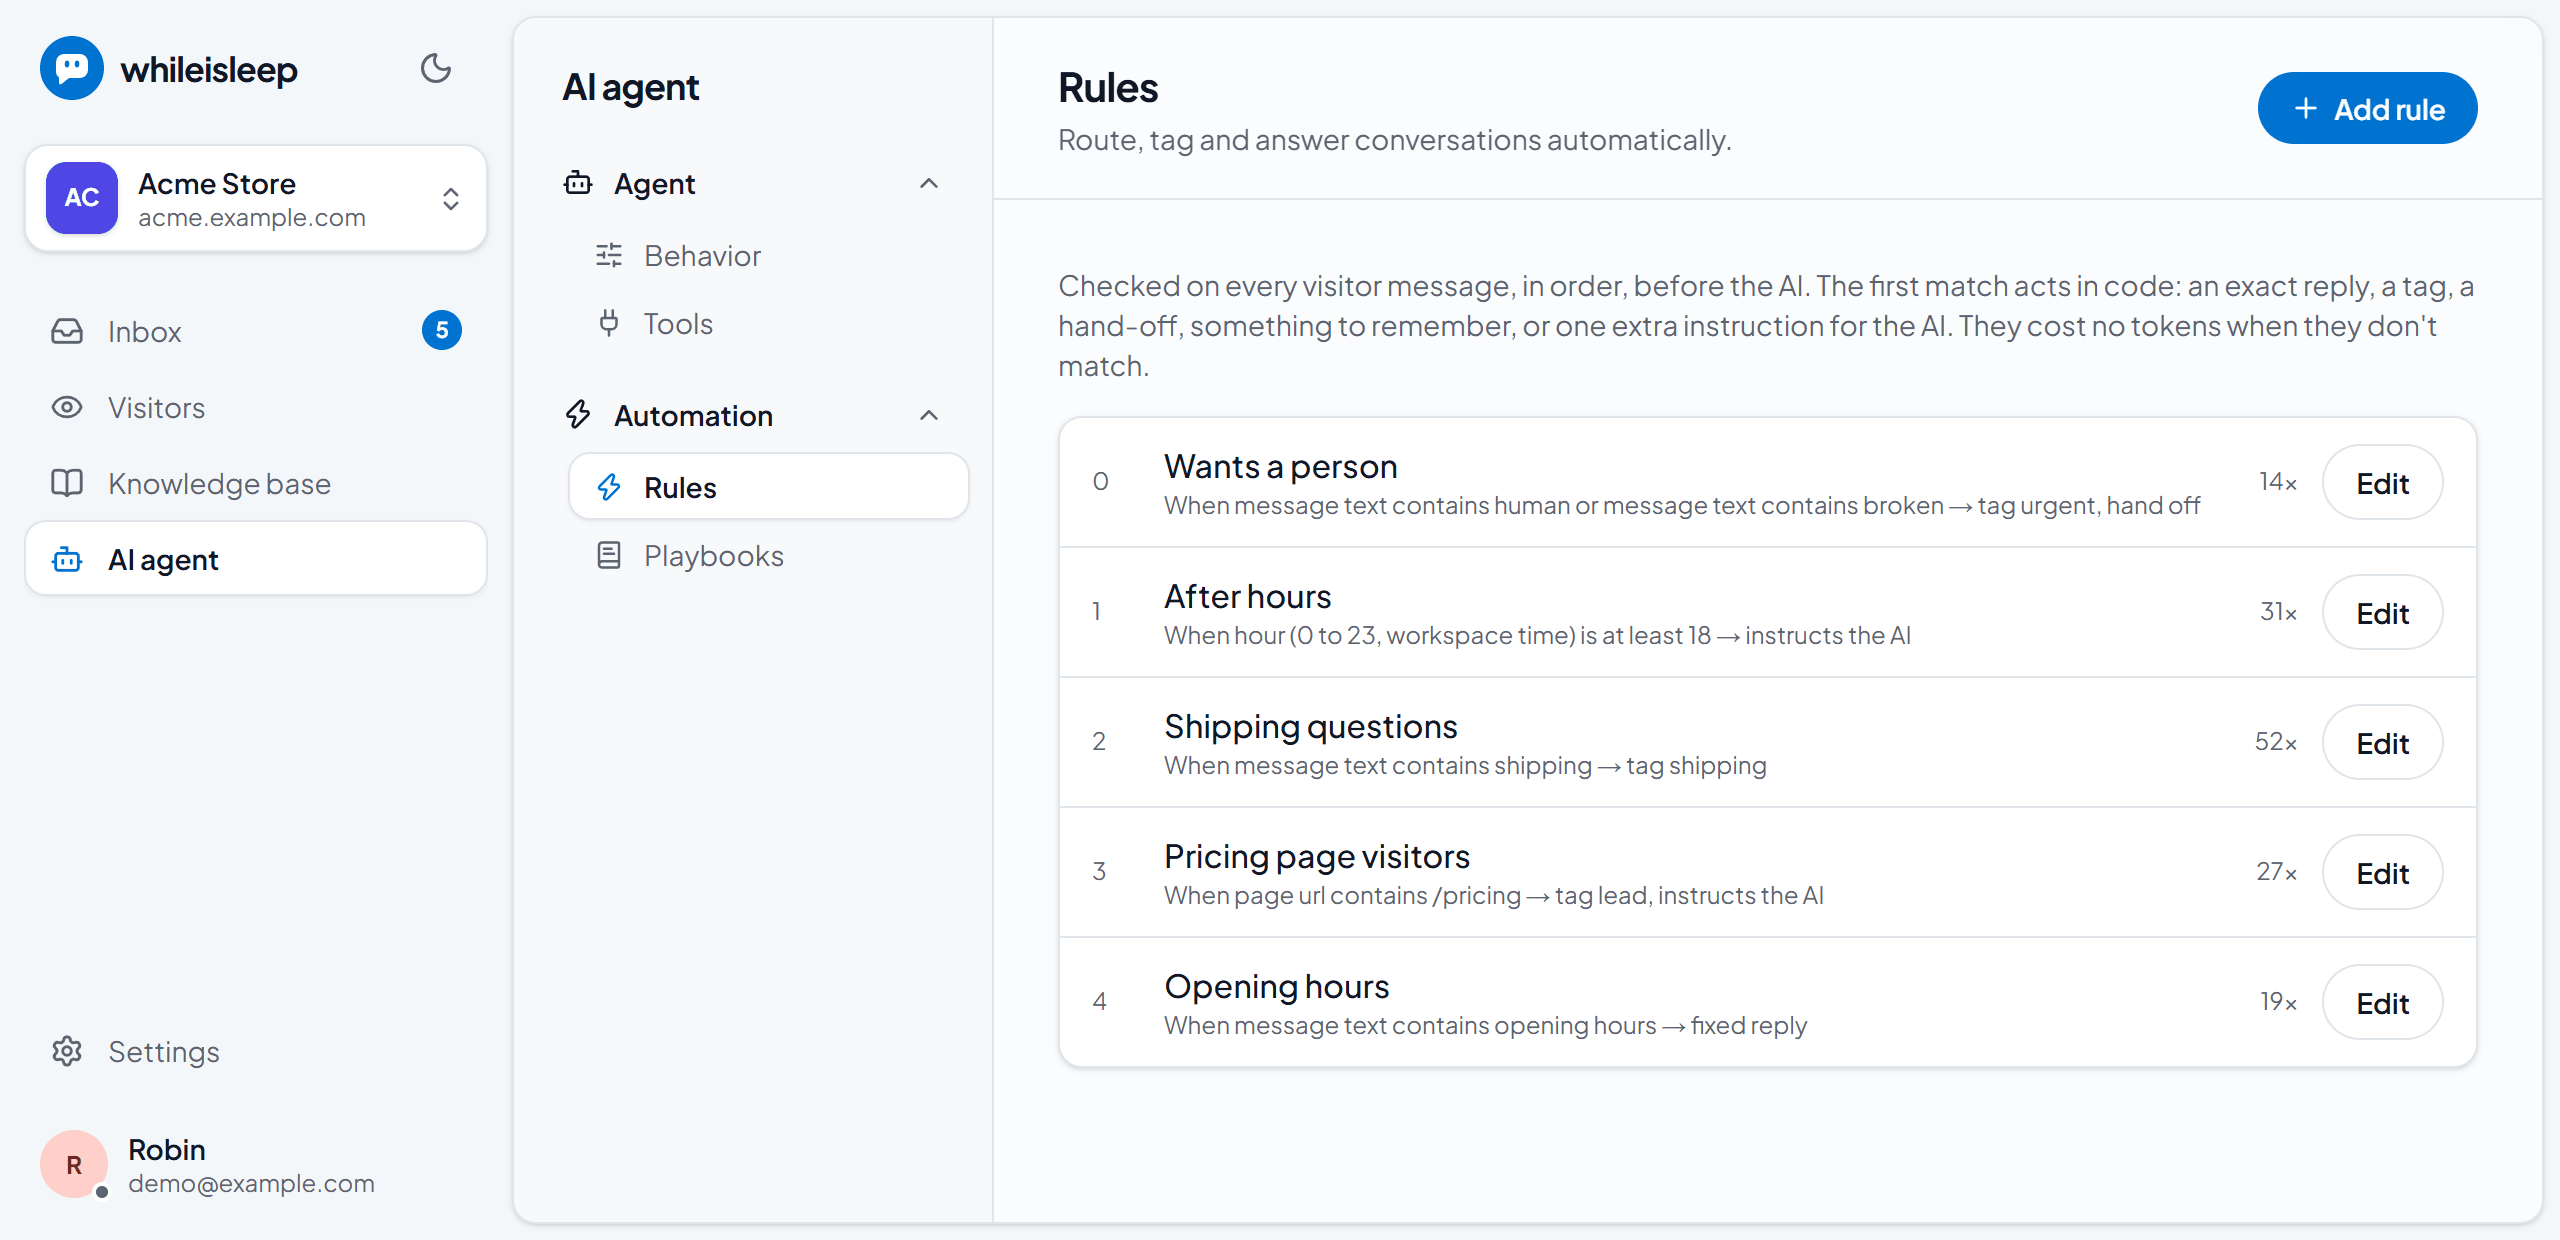 whileisleep
AC
Acme Store
acme.example.com
Inbox
5
Visitors
Knowledge base
AI agent
Settings
R
Robin
demo@example.com
AI agent
Agent
Behavior
Tools
Automation
Rules
Playbooks
Rules
Route, tag and answer conversations automatically.
Add rule
Checked on every visitor message, in order, before the AI. The first match acts in code: an exact reply, a tag, a
hand-off, something to remember, or one extra instruction for the AI. They cost no tokens when they don't
match.
0
Wants a person
When message text contains human or message text contains broken → tag urgent, hand off
14×
Edit
1
After hours
When hour (0 to 23, workspace time) is at least 18 → instructs the AI
31×
Edit
2
Shipping questions
When message text contains shipping → tag shipping
52×
Edit
3
Pricing page visitors
When page url contains /pricing → tag lead, instructs the AI
27×
Edit
4
Opening hours
When message text contains opening hours → fixed reply
19×
Edit